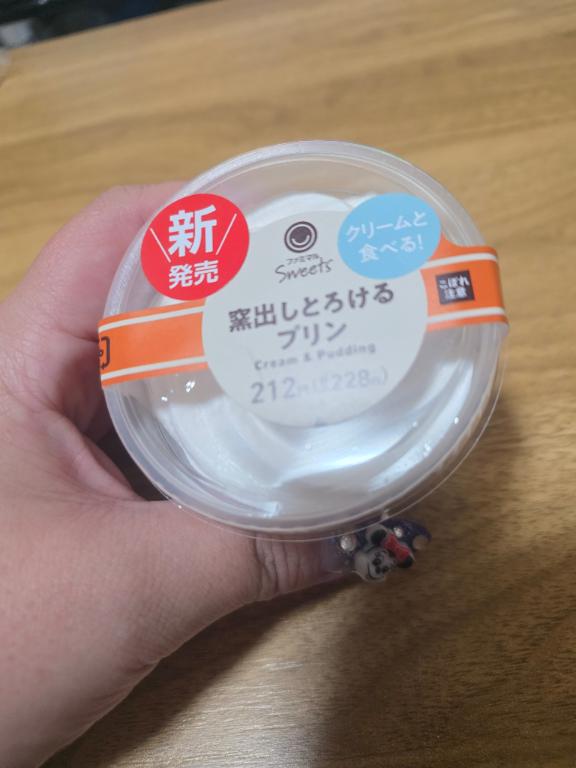 新
発売
クリームと
食べる!
ファミマル
Sweets
こぼれ
注意
窯出しとろける
プリン
Cream & Pudding
212円(税込228円)